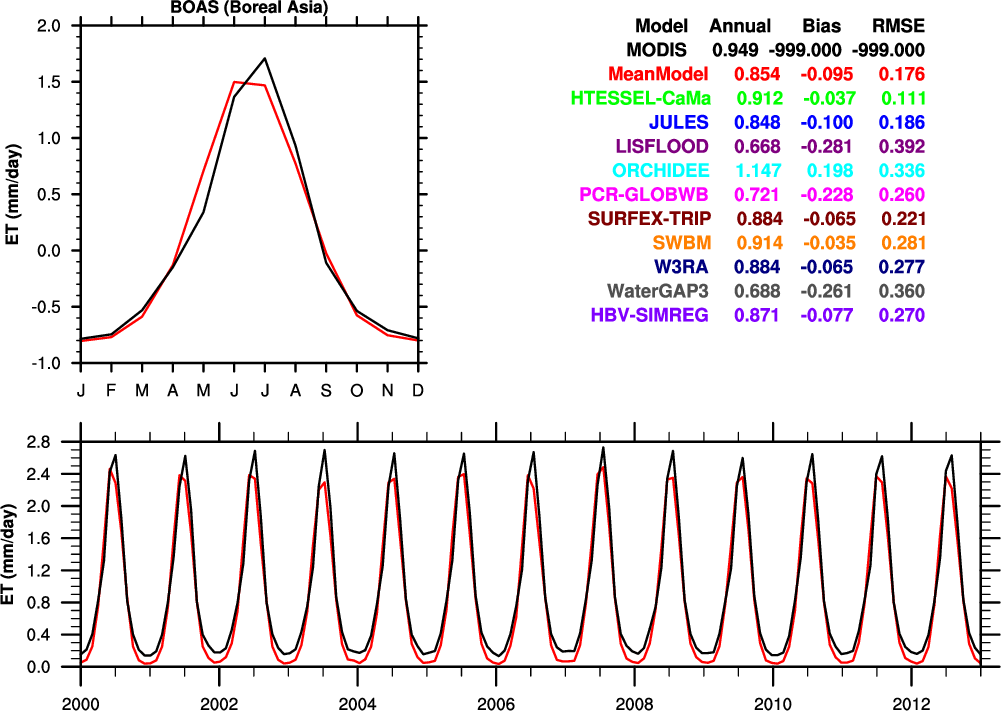 BOAS (Boreal Asia)
2.0
1.5
1.0
0.5
0.0
-0.5
-1.0
ET (mm/day)
J F M A M J J A S O N D
Model Annual Bias RMSE
MODIS 0.949 -999.000 -999.000
MeanModel 0.854 -0.095 0.176
HTESSEL-CaMa 0.912 -0.037 0.111
JULES 0.848 -0.100 0.186
LISFLOOD 0.668 -0.281 0.392
ORCHIDEE 1.147 0.198 0.336
PCR-GLOBWB 0.721 -0.228 0.260
SURFEX-TRIP 0.884 -0.065 0.221
SWBM 0.914 -0.035 0.281
W3RA 0.884 -0.065 0.277
WaterGAP3 0.688 -0.261 0.360
HBV-SIMREG 0.871 -0.077 0.270
2.8
2.4
2.0
1.6
1.2
0.8
0.4
0.0
ET (mm/day)
2000 2002 2004 2006 2008 2010 2012